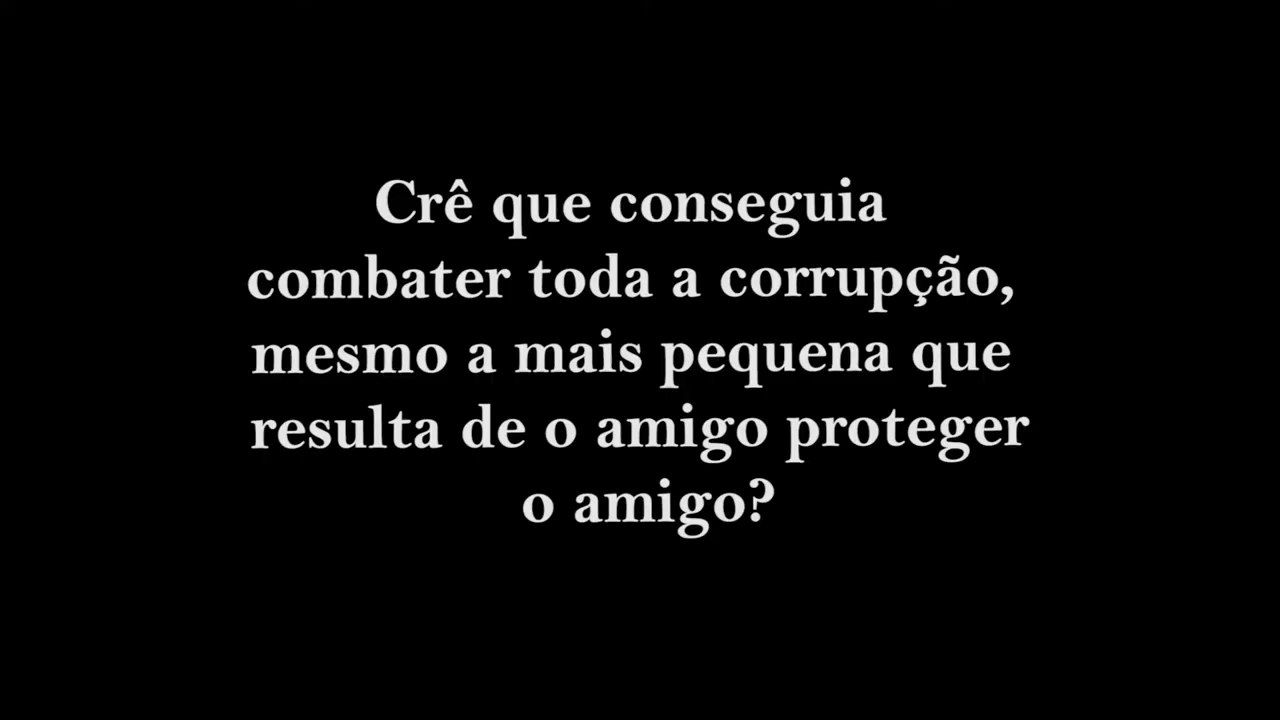 Crê que conseguia
combater toda a corrupção,
mesmo a mais pequena que
resulta de o amigo proteger
o amigo?